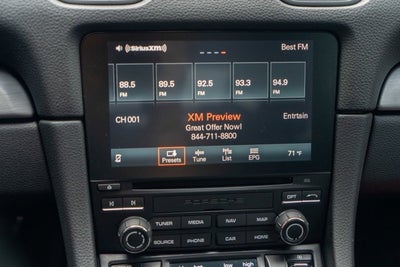 ((SiriusXM))
Best FM
88.5 FM
89.5 FM
92.5 FM
93.3 FM
94.9 FM
CH 001
XM Preview
Entrtain
Great Offer Now!
844-711-8800
Presets
Tune
List
EPG
71 °F
OPT
TUNER
MEDIA
NAV
MAP
SOURCE
PHONE
CAR
HOME
low
high